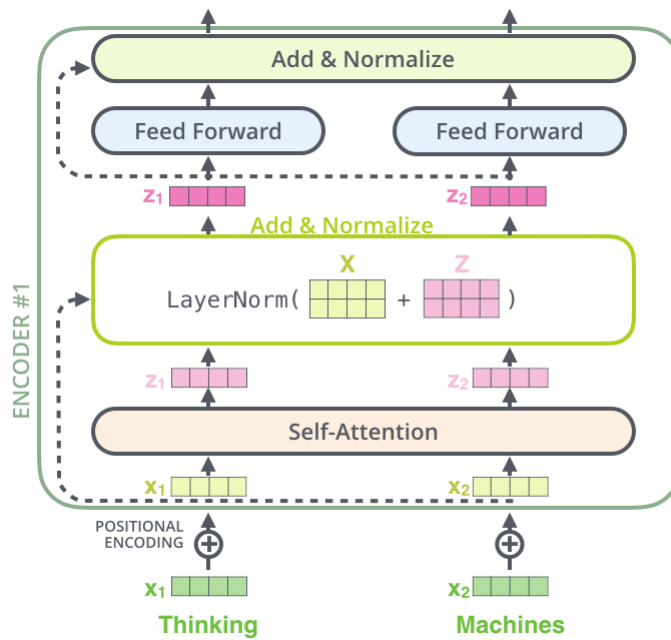 Add & Normalize
Feed Forward
Feed Forward
z1
z2
Add & Normalize
X
Z
LayerNorm( + )
ENCODER #1
z1
z2
Self-Attention
x1
x2
POSITIONAL
ENCODING
x1
x2
Thinking
Machines